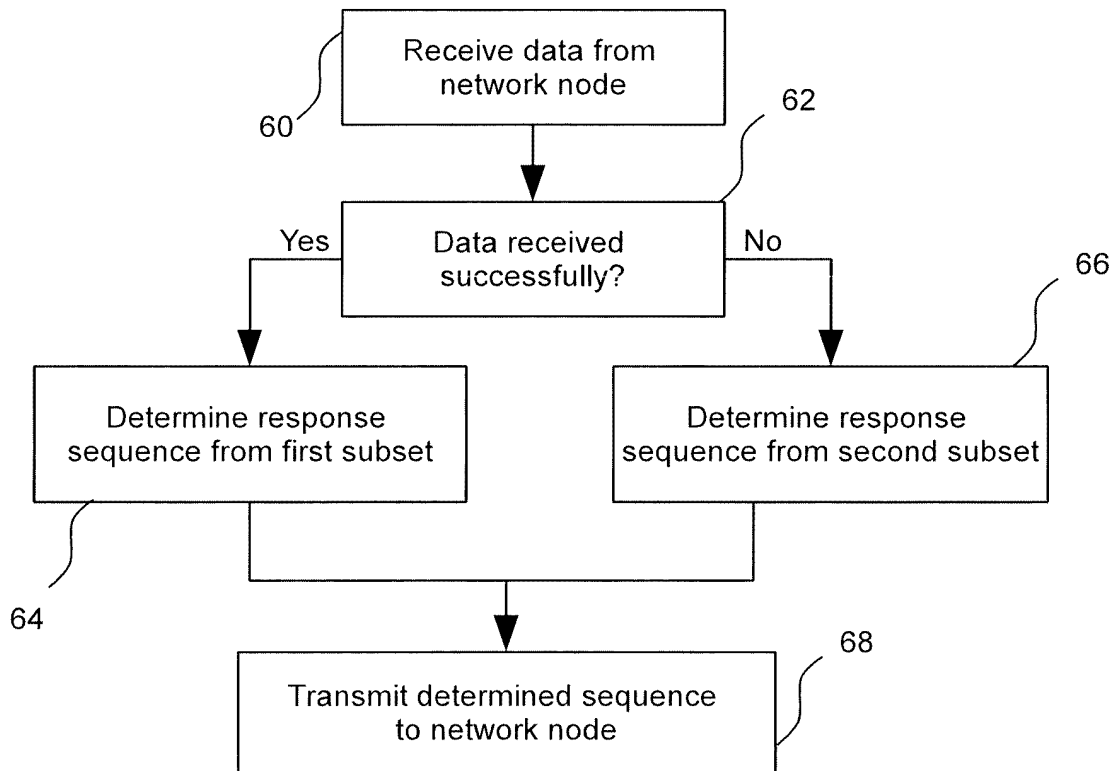 Receive data from
network node
60
62
Yes
Data received
successfully?
No
66
Determine response
sequence from first subset
Determine response
sequence from second subset
64
68
Transmit determined sequence
to network node